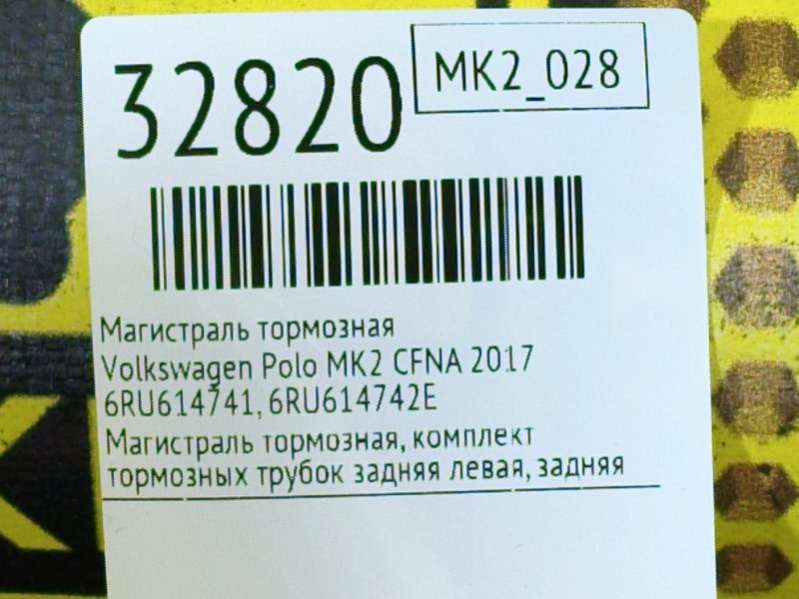 32820
MK2_028
Магистраль тормозная
Volkswagen Polo MK2 CFNA 2017
6RU614741, 6RU614742E
Магистраль тормозная, комплект
тормозных трубок задняя левая, задняя